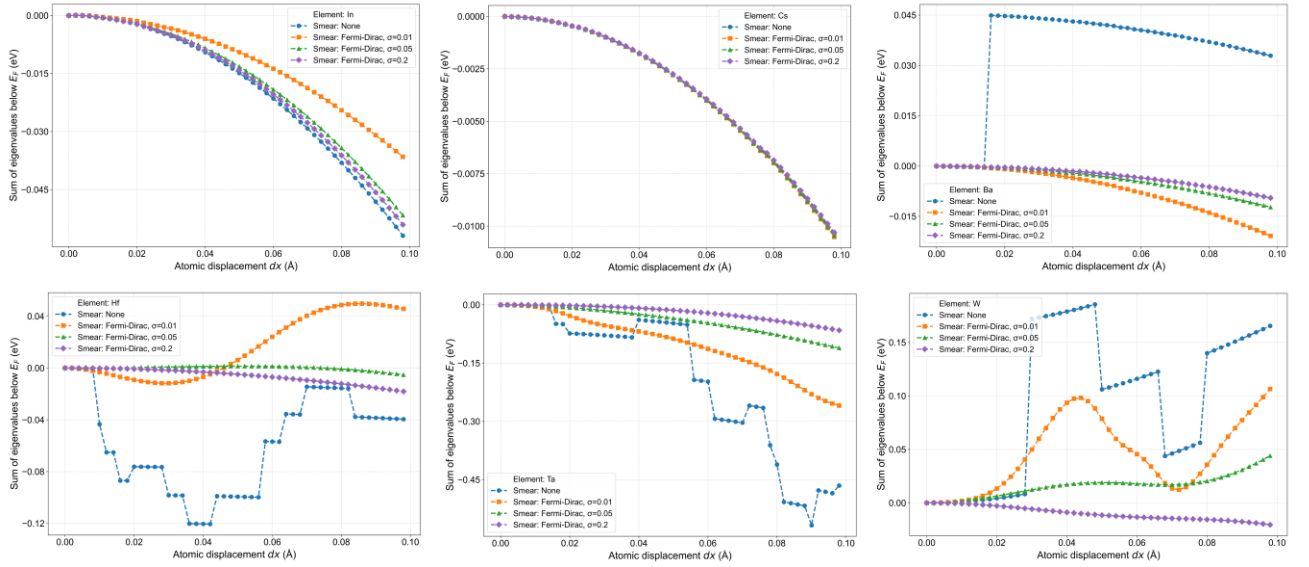 Sum of eigenvalues below E_F (eV)
0.000
−0.015
−0.030
−0.045
Element: In
Smear: None
Smear: Fermi-Dirac, σ=0.01
Smear: Fermi-Dirac, σ=0.05
Smear: Fermi-Dirac, σ=0.2
0.00 0.02 0.04 0.06 0.08 0.10
Atomic displacement dx (Å)
Sum of eigenvalues below E_F (eV)
0.0000
−0.0025
−0.0050
−0.0075
−0.0100
Element: Cs
Smear: None
Smear: Fermi-Dirac, σ=0.01
Smear: Fermi-Dirac, σ=0.05
Smear: Fermi-Dirac, σ=0.2
0.00 0.02 0.04 0.06 0.08 0.10
Atomic displacement dx (Å)
Sum of eigenvalues below E_F (eV)
0.045
0.030
0.015
0.000
−0.015
Element: Ba
Smear: None
Smear: Fermi-Dirac, σ=0.01
Smear: Fermi-Dirac, σ=0.05
Smear: Fermi-Dirac, σ=0.2
0.00 0.02 0.04 0.06 0.08 0.10
Atomic displacement dx (Å)
Sum of eigenvalues below E_F (eV)
0.04
0.00
−0.04
−0.08
−0.12
Element: Hf
Smear: None
Smear: Fermi-Dirac, σ=0.01
Smear: Fermi-Dirac, σ=0.05
Smear: Fermi-Dirac, σ=0.2
0.00 0.02 0.04 0.06 0.08 0.10
Atomic displacement dx (Å)
Sum of eigenvalues below E_F (eV)
0.00
−0.15
−0.30
−0.45
Element: Ta
Smear: None
Smear: Fermi-Dirac, σ=0.01
Smear: Fermi-Dirac, σ=0.05
Smear: Fermi-Dirac, σ=0.2
0.00 0.02 0.04 0.06 0.08 0.10
Atomic displacement dx (Å)
Sum of eigenvalues below E_F (eV)
0.15
0.10
0.05
0.00
Element: W
Smear: None
Smear: Fermi-Dirac, σ=0.01
Smear: Fermi-Dirac, σ=0.05
Smear: Fermi-Dirac, σ=0.2
0.00 0.02 0.04 0.06 0.08 0.10
Atomic displacement dx (Å)